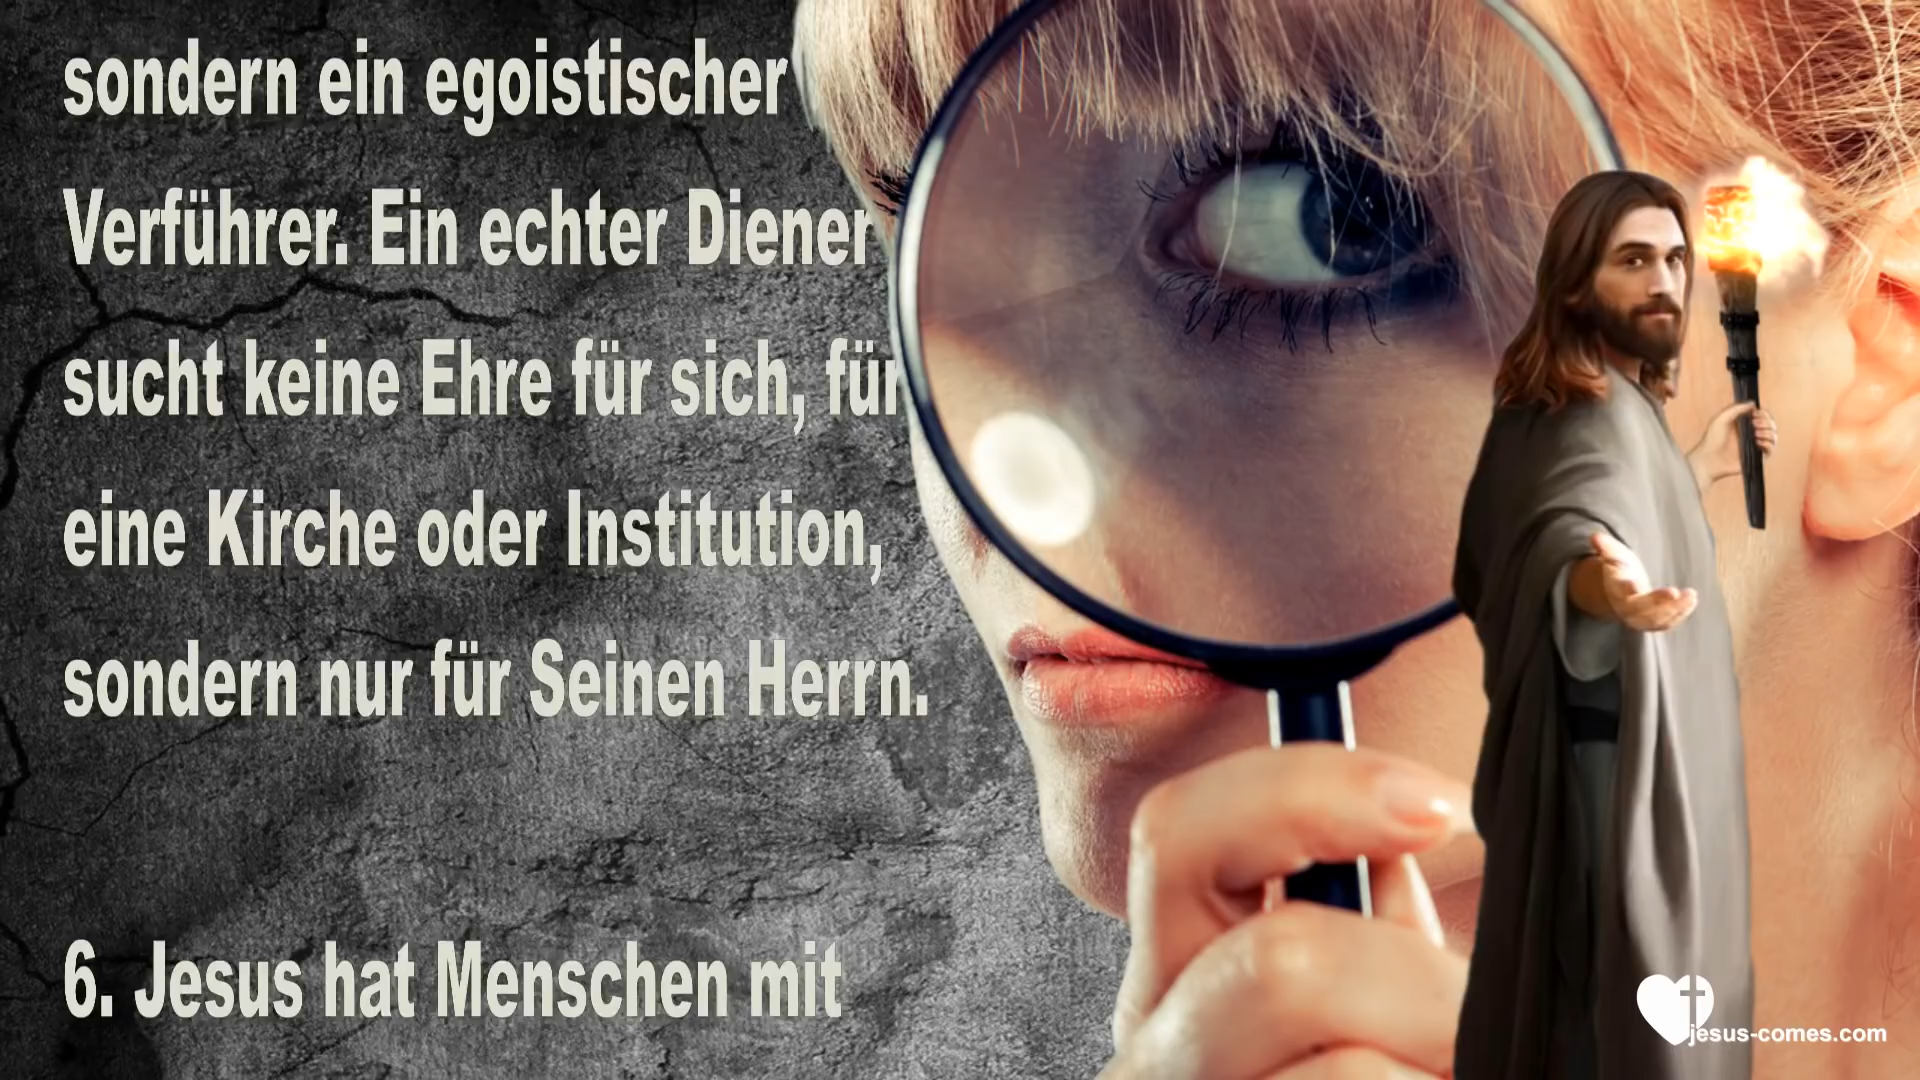 sondern ein egoistischer
Verführer. Ein echter Diener
sucht keine Ehre für sich, für
eine Kirche oder Institution,
sondern nur für Seinen Herrn.
6. Jesus hat Menschen mit
jesus-comes.com